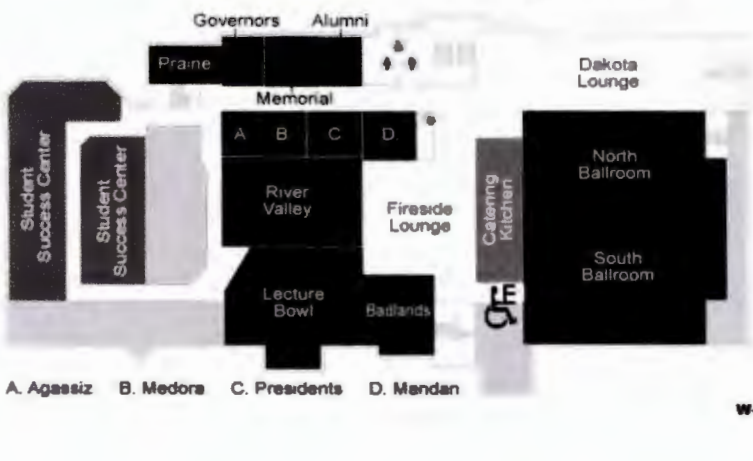 Governors Alumni
Prairie
Memorial
Dakota
Lounge
A B C D
Student
Success Center
Student
Success Center
River
Valley
Fireside
Lounge
Catering
Kitchen
North
Ballroom
South
Ballroom
Lecture
Bowl
Badlands
E
A. Agassiz B. Medora C. Presidents D. Mandan